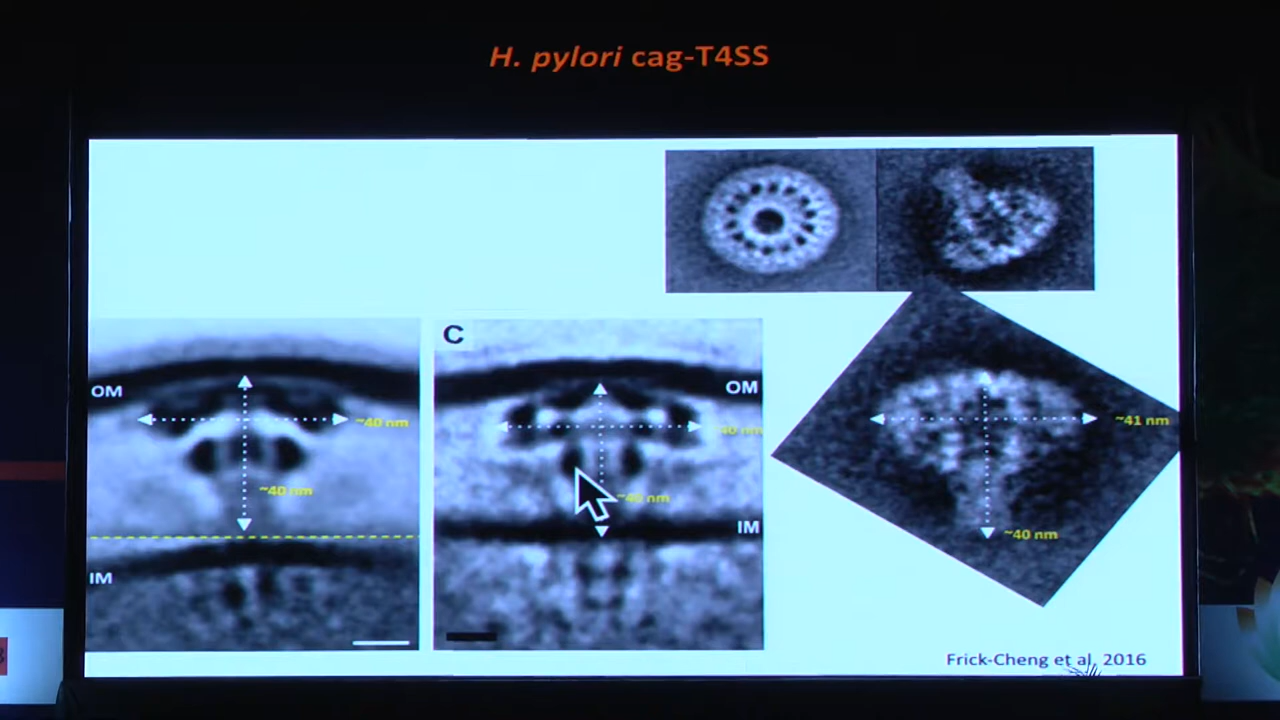 H. pylori cag-T4SS
C
OM
OM
~40 nm
40 nm
~41 nm
~40 nm
nm
IM
~40 nm
IM
Frick-Cheng et al, 2016